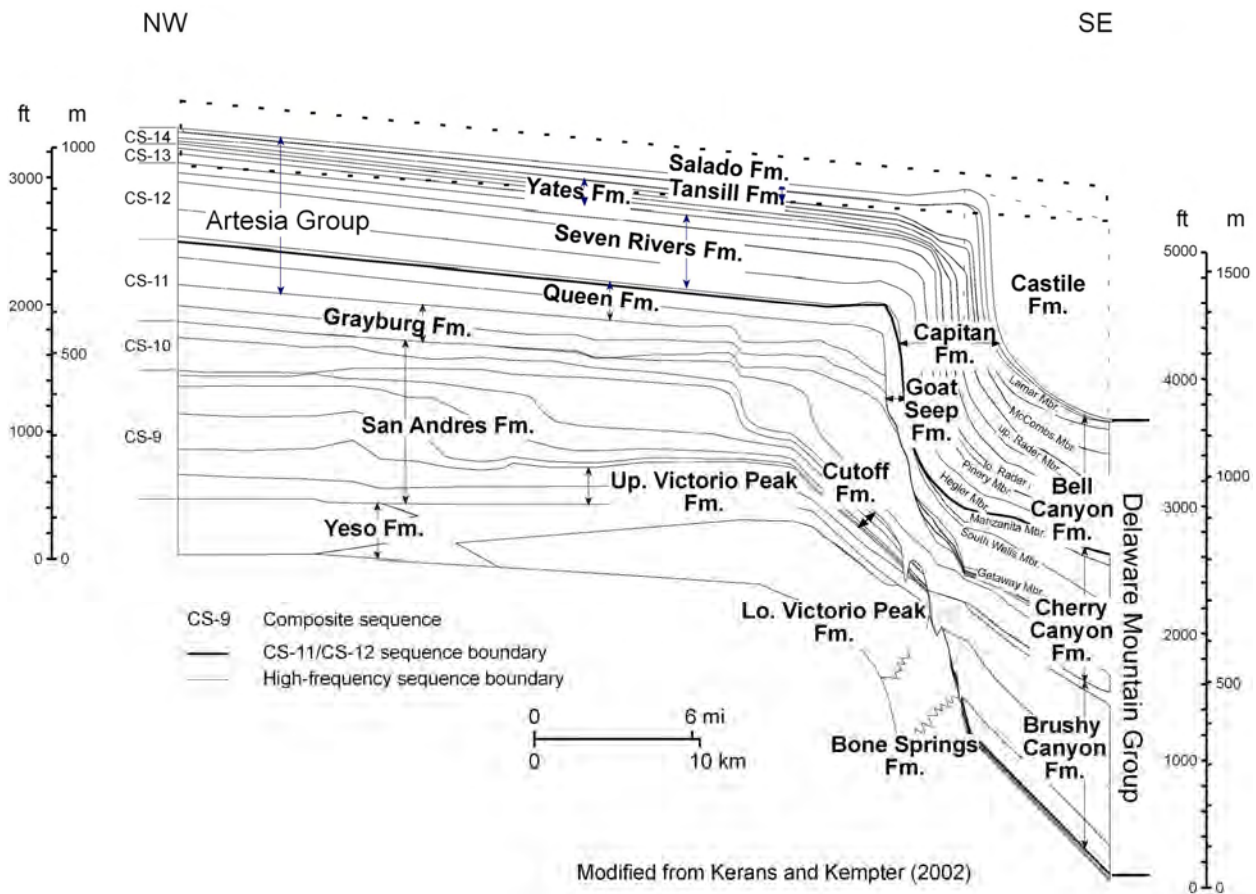 NW
SE
ft m
CS-14
CS-13
CS-12
CS-11
CS-10
CS-9
1000
3000
2000
500
1000
0 0
Salado Fm.
Tansill Fm.
Yates Fm.
Artesia Group
Seven Rivers Fm.
Queen Fm.
Grayburg Fm.
San Andres Fm.
Up. Victorio Peak
Fm.
Yeso Fm.
Cutoff
Fm.
Lo. Victorio Peak
Fm.
Bone Springs
Fm.
Capitan
Fm.
Goat
Seep
Fm.
Castile
Fm.
Lamar Mbr.
McCombs Mbr.
up. Rader Mbr.
lo. Rader
Pinery Mbr.
Hegler Mbr.
Manzanita Mbr.
South Wells Mbr.
Getaway Mbr.
Bell
Canyon
Fm.
Cherry
Canyon
Fm.
Brushy
Canyon
Fm.
Delaware Mountain Group
ft m
5000
1500
4000
1000
3000
2000
500
1000
0 0
CS-9 Composite sequence
CS-11/CS-12 sequence boundary
High-frequency sequence boundary
0 6 mi
0 10 km
Modified from Kerans and Kempter (2002)